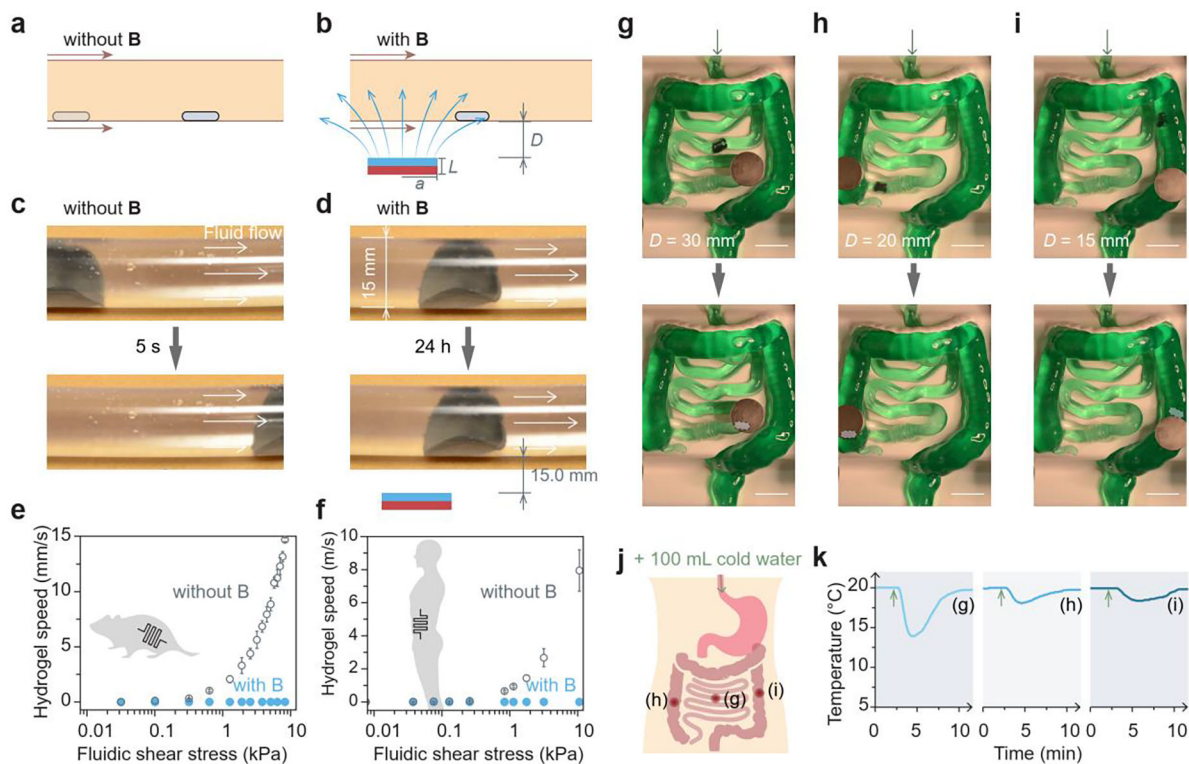 a
without B
b
with B
D
L
a
c
without B
Fluid flow
5 s
d
with B
15 mm
24 h
15.0 mm
e
Hydrogel speed (mm/s)
15
10
5
0
without B
with B
0.01 0.1 1 10
Fluidic shear stress (kPa)
f
Hydrogel speed (m/s)
10
8
6
4
2
0
without B
with B
0.01 0.1 1 10
Fluidic shear stress (kPa)
g
D = 30 mm
h
D = 20 mm
i
D = 15 mm
j
+ 100 mL cold water
(h)
(g)
(i)
k
Temperature (°C)
20
15
10
5
(g)
(h)
(i)
0 5 10 0 5 10 0 5 10
Time (min)